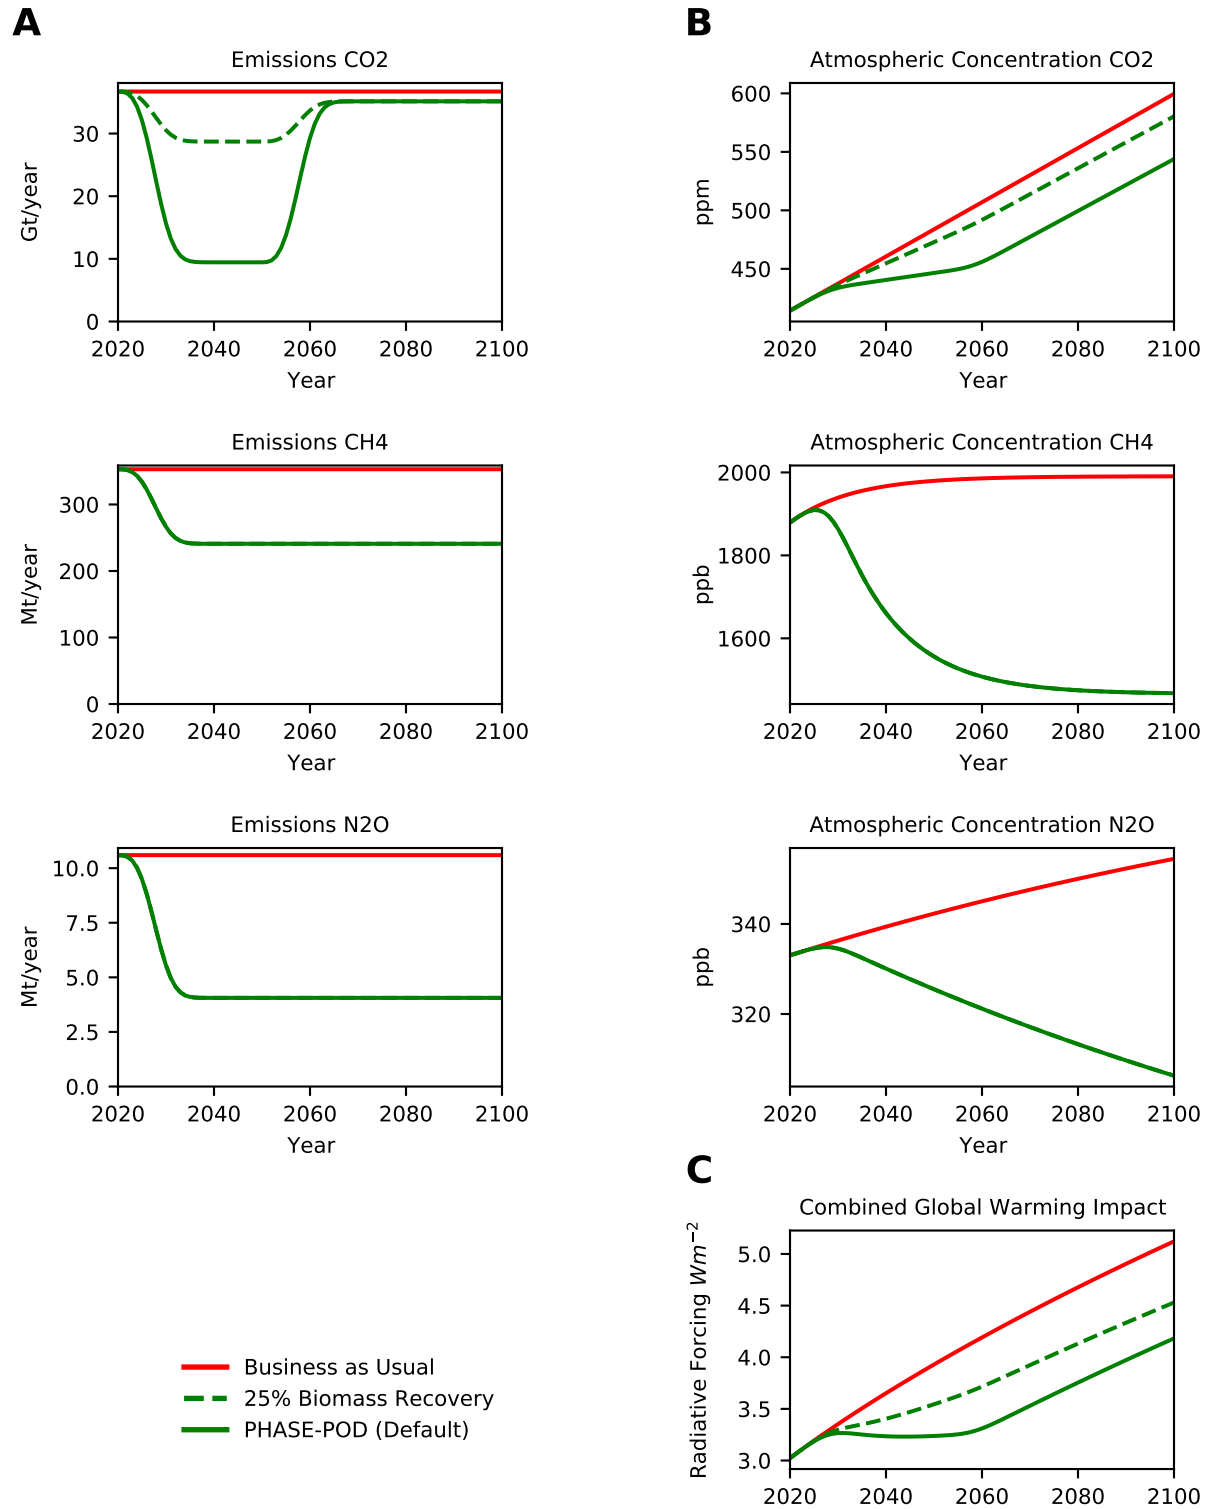 A
Emissions CO2
Gt/year
30
20
10
0
2020 2040 2060 2080 2100
Year
Emissions CH4
Mt/year
300
200
100
0
2020 2040 2060 2080 2100
Year
Emissions N2O
Mt/year
10.0
7.5
5.0
2.5
0.0
2020 2040 2060 2080 2100
Year
B
Atmospheric Concentration CO2
ppm
600
550
500
450
2020 2040 2060 2080 2100
Year
Atmospheric Concentration CH4
ppb
2000
1800
1600
2020 2040 2060 2080 2100
Year
Atmospheric Concentration N2O
ppb
340
320
2020 2040 2060 2080 2100
Year
C
Combined Global Warming Impact
Radiative Forcing Wm⁻²
5.0
4.5
4.0
3.5
3.0
2020 2040 2060 2080 2100
Business as Usual
25% Biomass Recovery
PHASE-POD (Default)